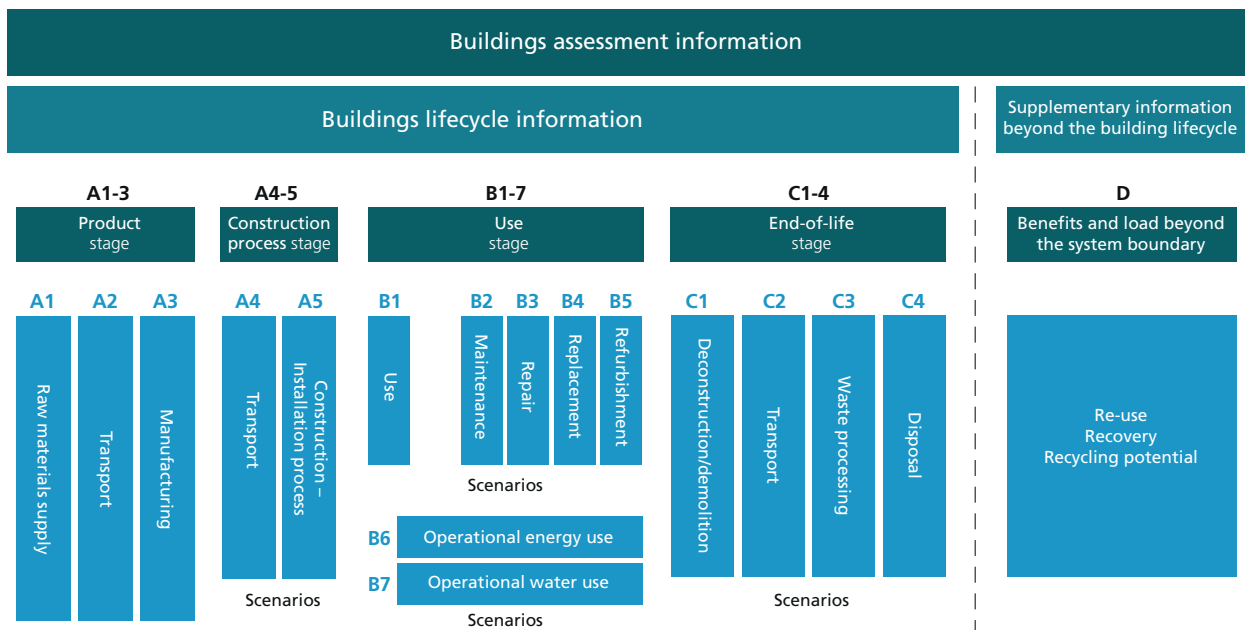 Buildings assessment information
Buildings lifecycle information
Supplementary information
beyond the building lifecycle
A1-3
Product
stage
A4-5
Construction
process stage
B1-7
Use
stage
C1-4
End-of-life
stage
D
Benefits and load beyond
the system boundary
A1
Raw materials supply
A2
Transport
A3
Manufacturing
A4
Transport
A5
Construction –
Installation process
Scenarios
B1
Use
B2
Maintenance
B3
Repair
B4
Replacement
B5
Refurbishment
Scenarios
B6
Operational energy use
B7
Operational water use
Scenarios
C1
Deconstruction/demolition
C2
Transport
C3
Waste processing
C4
Disposal
Scenarios
Re-use
Recovery
Recycling potential